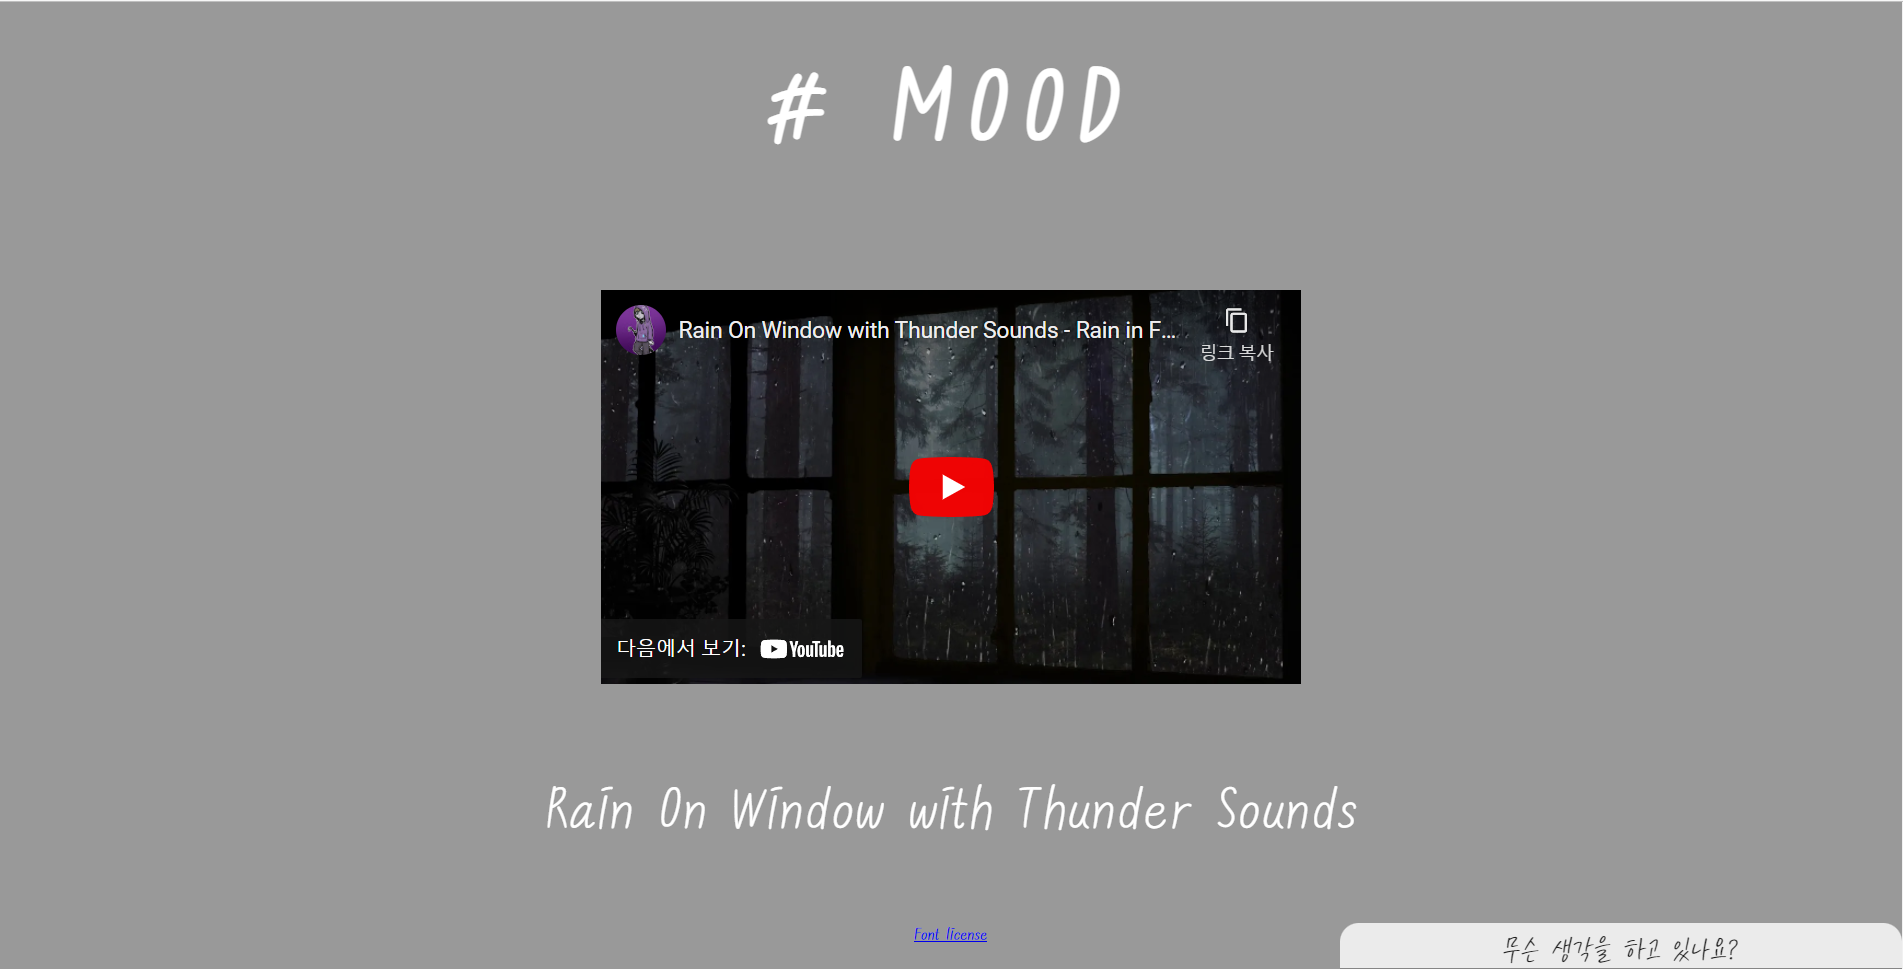 # MOOD
Rain On Window with Thunder Sounds - Rain in F...
링크 복사
다음에서 보기: YouTube
Rain On Window with Thunder Sounds
Font license
무슨 생각을 하고 있나요?